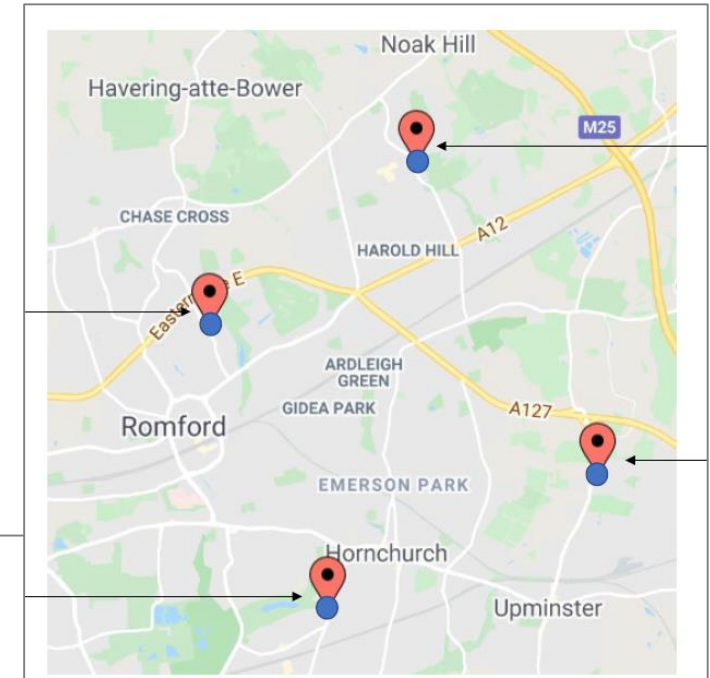 Noak Hill
Havering-atte-Bower
M25
CHASE CROSS
A12
HAROLD HILL
E
ARDLEIGH
GREEN
GIDEA PARK
A127
Romford
EMERSON PARK
Hornchurch
Upminster